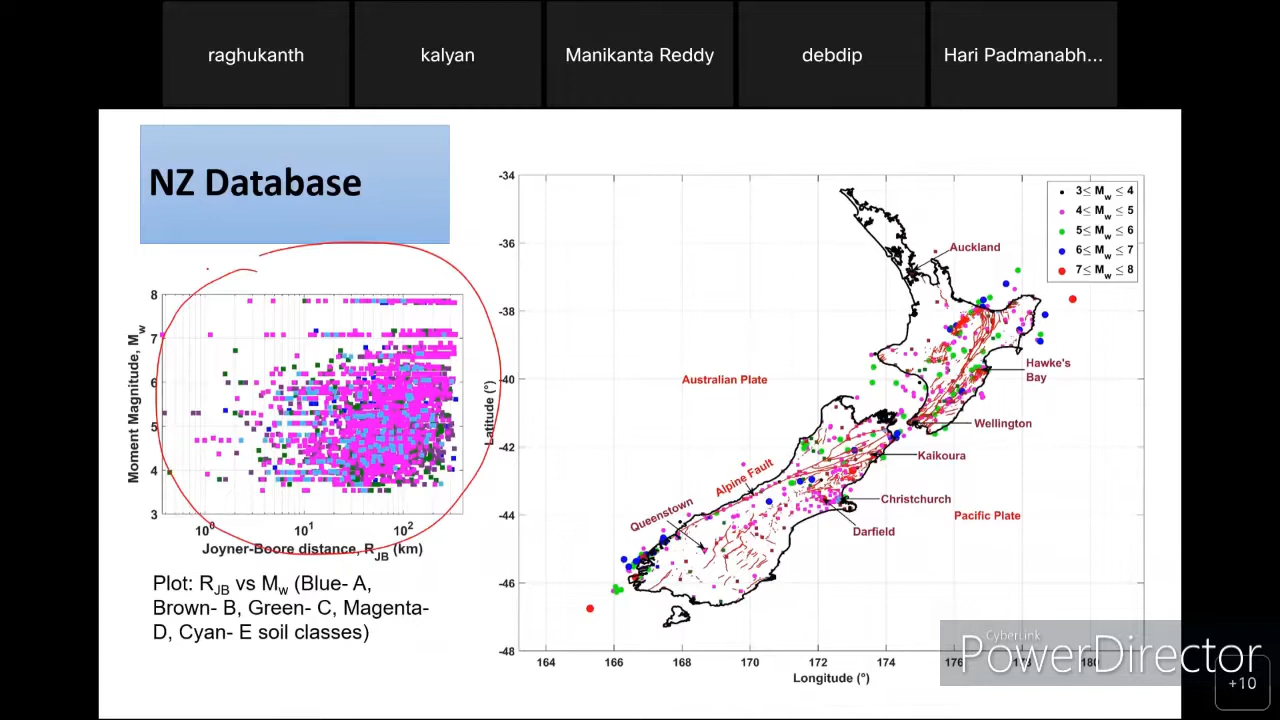 raghukanth
kalyan
Manikanta Reddy
debdip
Hari Padmanabh...
NZ Database
8
7
6
5
4
3
10⁰
10¹
10²
Moment Magnitude, Mw
Joyner-Boore distance, RJB (km)
Plot: RJB vs Mw (Blue- A,
Brown- B, Green- C, Magenta-
D, Cyan- E soil classes)
-34
-36
-38
-40
-42
-44
-46
-48
Latitude (°)
3≤ Mw ≤ 4
4≤ Mw ≤ 5
5≤ Mw ≤ 6
6≤ Mw ≤ 7
7≤ Mw ≤ 8
Auckland
Australian Plate
Hawke's
Bay
Wellington
Kaikoura
Alpine Fault
Queenstown
Christchurch
Pacific Plate
Darfield
164
166
168
170
172
174
176
178
180
Longitude (°)
CyberLink
PowerDirector
+10